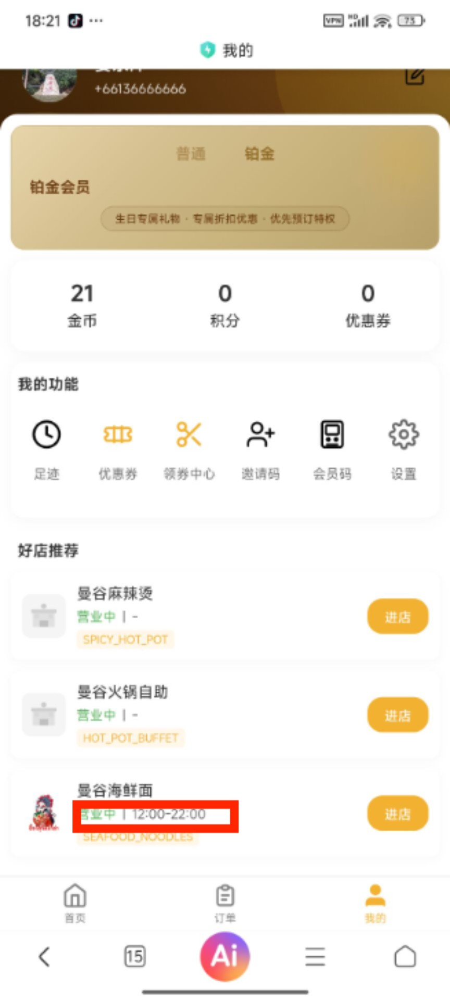 18:21
VPN HD 73
我的
+66136666666
普通 铂金
铂金会员
生日专属礼物 · 专属折扣优惠 · 优先预订特权
21 0 0
金币 积分 优惠券
我的功能
足迹 优惠券 领券中心 邀请码 会员码 设置
好店推荐
曼谷麻辣烫
营业中 | -
SPICY_HOT_POT
进店
曼谷火锅自助
营业中 | -
HOT_POT_BUFFET
进店
曼谷海鲜面
营业中 | 12:00-22:00
SEAFOOD_NOODLES
进店
首页 订单 我的
15 Ai